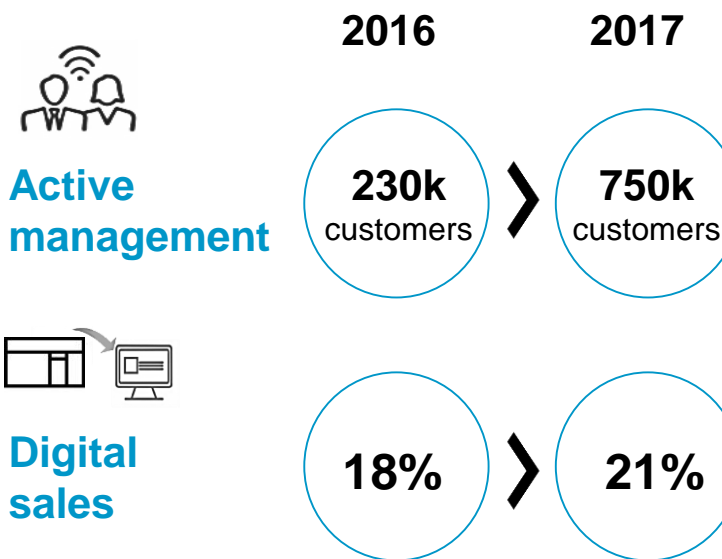 2016 2017
Active
management
230k
customers
750k
customers
Digital
sales
18% 21%